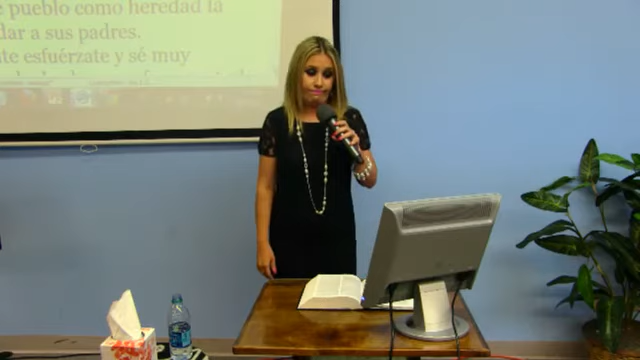 e pueblo como heredad la
dar a sus padres.
te esfuérzate y sé muy